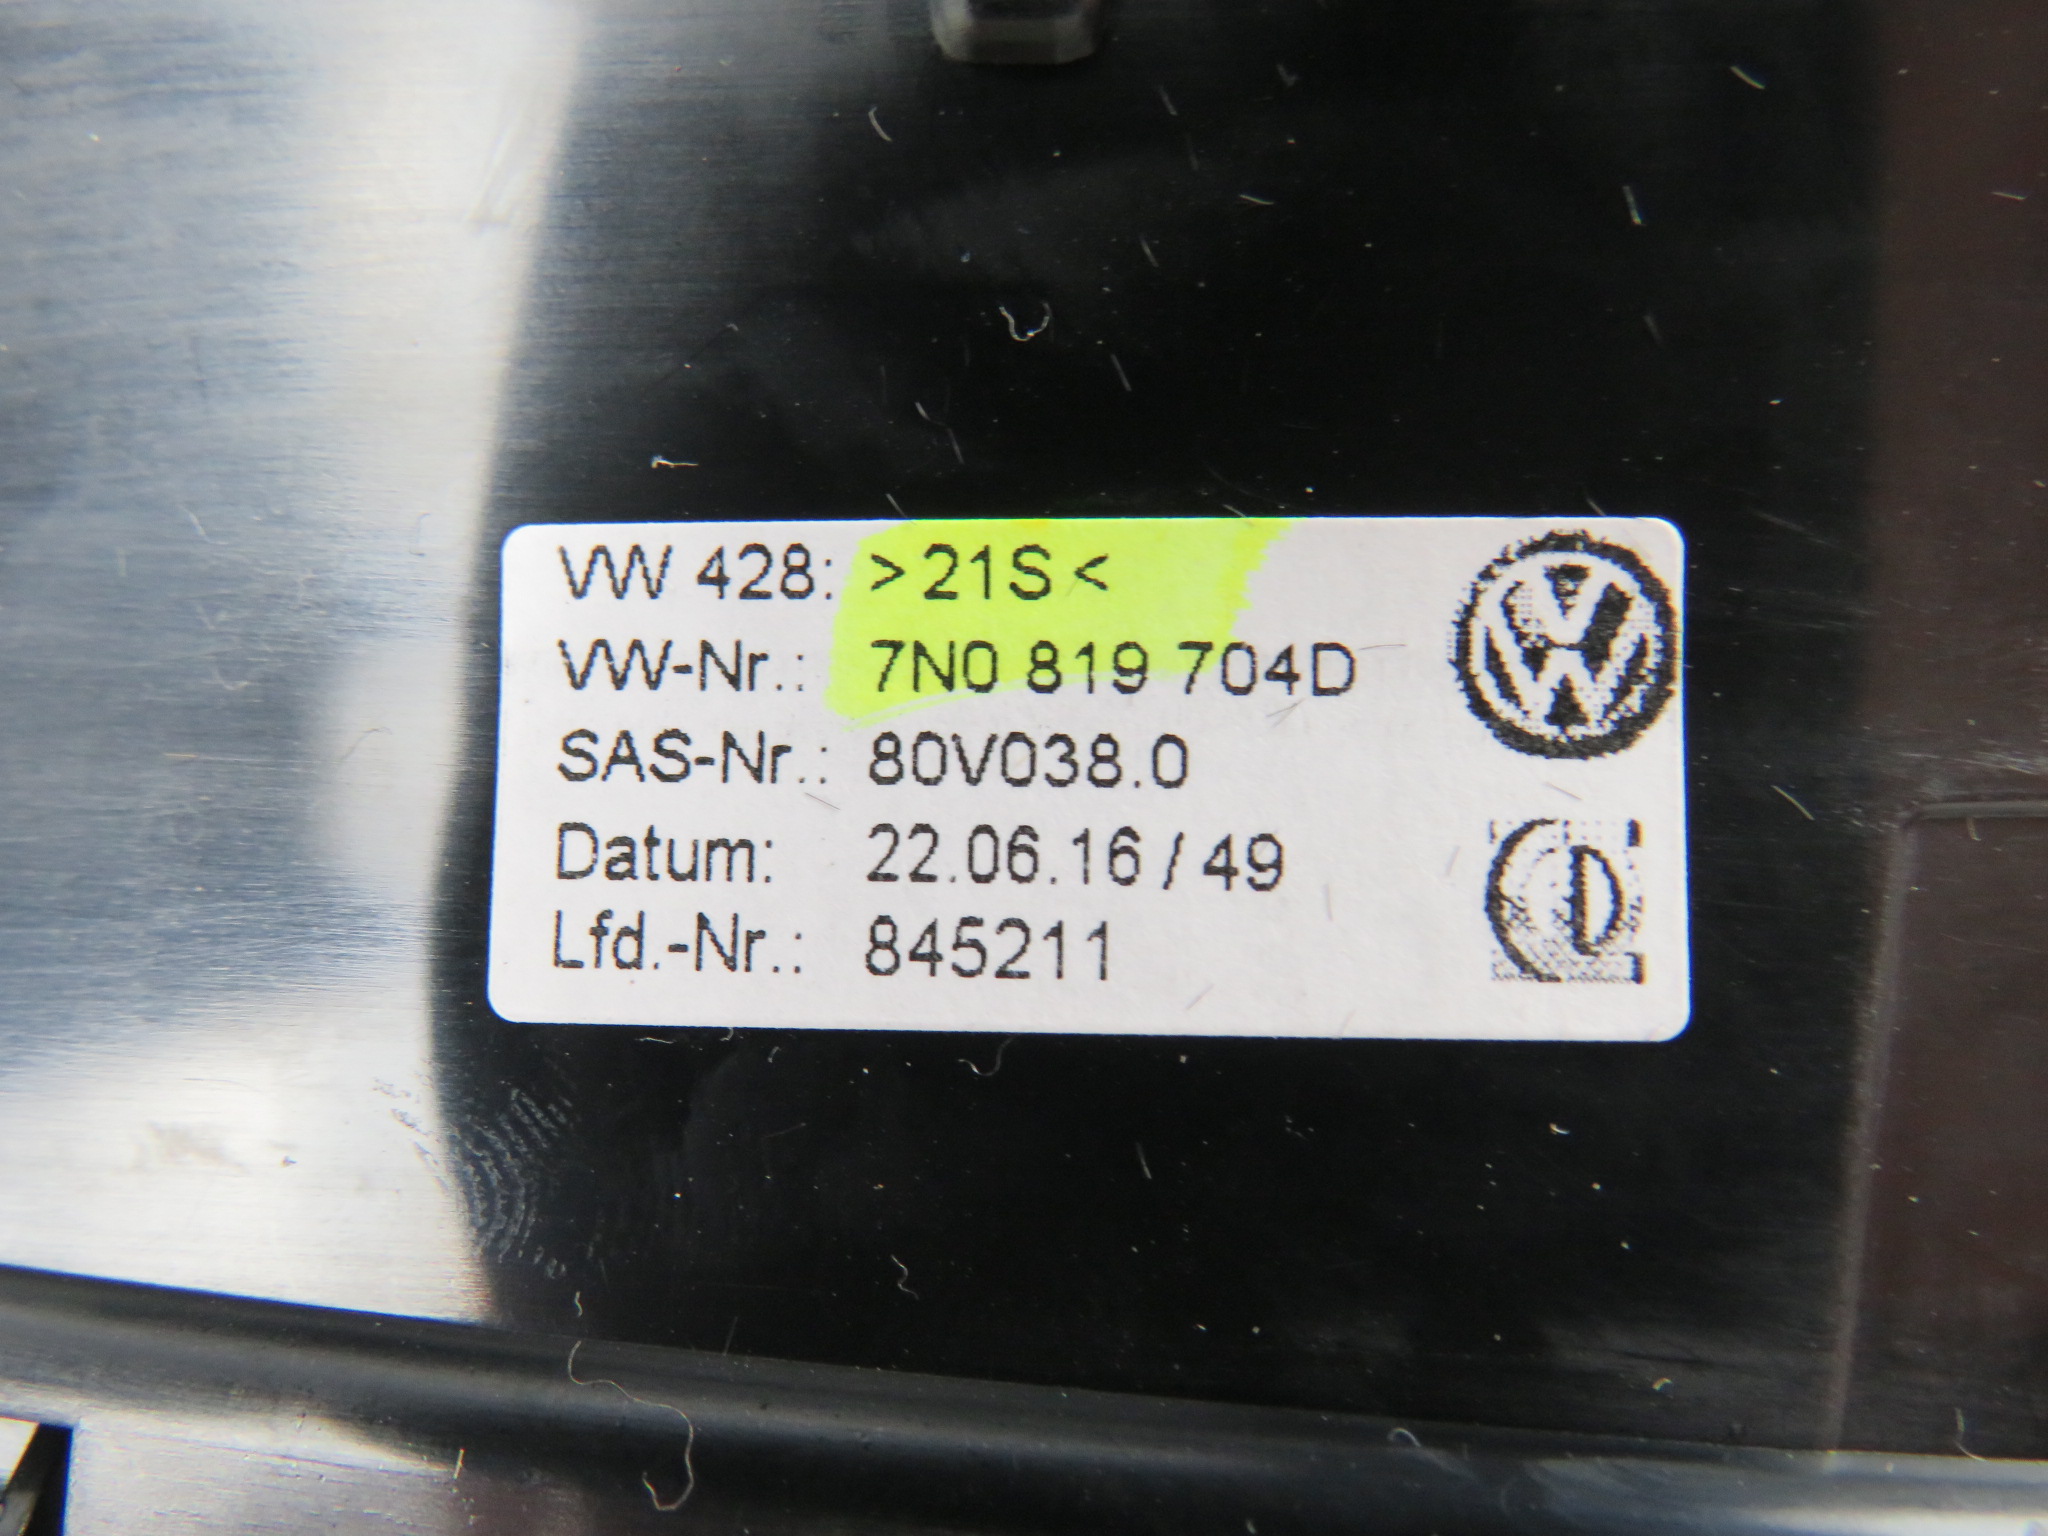 VW 428: >21S<
VW-Nr.: 7N0 819 704D
SAS-Nr.: 80V038.0
Datum: 22.06.16 / 49
Lfd.-Nr.: 845211